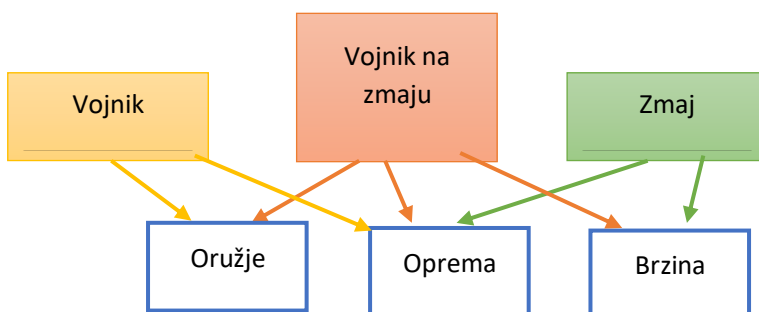 Vojnik
Vojnik na
zmaju
Zmaj
Oružje
Oprema
Brzina